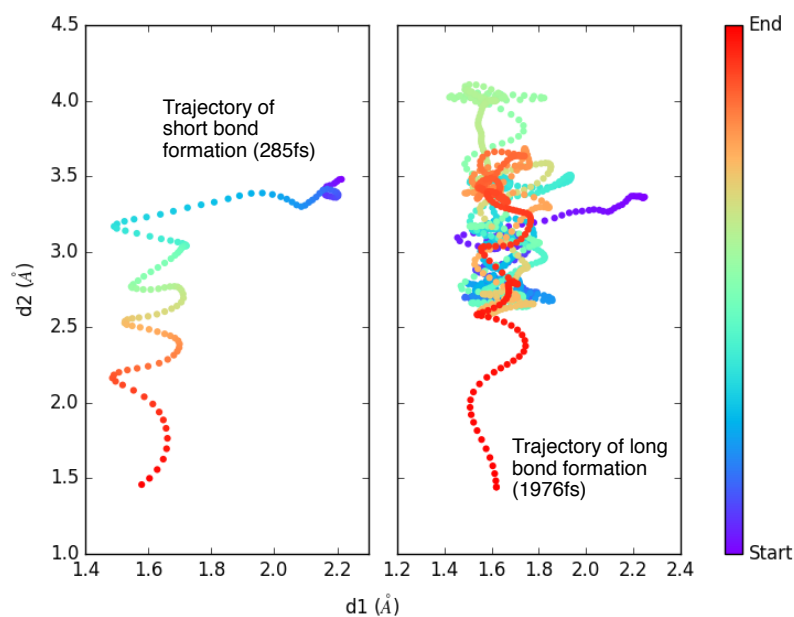 4.5
4.0
3.5
3.0
2.5
2.0
1.5
1.0
d2 (Å)
Trajectory of
short bond
formation (285fs)
1.4
1.6
1.8
2.0
2.2
Trajectory of long
bond formation
(1976fs)
1.2
1.4
1.6
1.8
2.0
2.2
2.4
d1 (Å)
End
Start